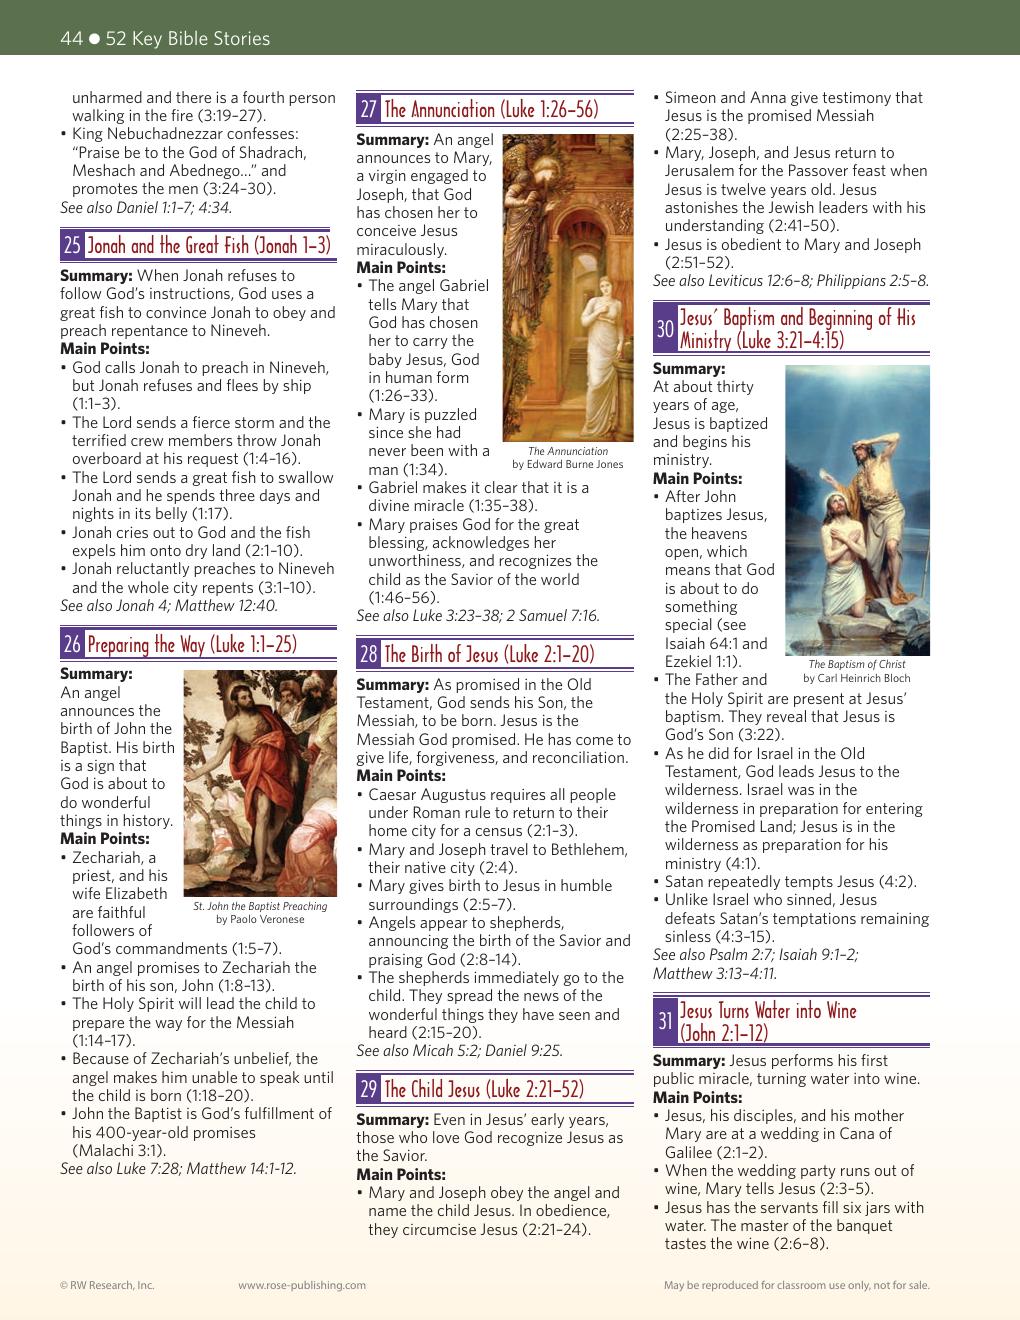 44 ● 52 Key Bible Stories
unharmed and there is a fourth person
walking in the fire (3:19–27).
• King Nebuchadnezzar confesses:
“Praise be to the God of Shadrach,
Meshach and Abednego...” and
promotes the men (3:24–30).
See also Daniel 1:1–7; 4:34.
25 Jonah and the Great Fish (Jonah 1–3)
Summary: When Jonah refuses to
follow God’s instructions, God uses a
great fish to convince Jonah to obey and
preach repentance to Nineveh.
Main Points:
• God calls Jonah to preach in Nineveh,
but Jonah refuses and flees by ship
(1:1–3).
• The Lord sends a fierce storm and the
terrified crew members throw Jonah
overboard at his request (1:4–16).
• The Lord sends a great fish to swallow
Jonah and he spends three days and
nights in its belly (1:17).
• Jonah cries out to God and the fish
expels him onto dry land (2:1–10).
• Jonah reluctantly preaches to Nineveh
and the whole city repents (3:1–10).
See also Jonah 4; Matthew 12:40.
26 Preparing the Way (Luke 1:1–25)
Summary:
An angel
announces the
birth of John the
Baptist. His birth
is a sign that
God is about to
do wonderful
things in history.
Main Points:
• Zechariah, a
priest, and his
wife Elizabeth
are faithful
followers of
God’s commandments (1:5–7).
St. John the Baptist Preaching
by Paolo Veronese
• An angel promises to Zechariah the
birth of his son, John (1:8–13).
• The Holy Spirit will lead the child to
prepare the way for the Messiah
(1:14–17).
• Because of Zechariah’s unbelief, the
angel makes him unable to speak until
the child is born (1:18–20).
• John the Baptist is God’s fulfillment of
his 400-year-old promises
(Malachi 3:1).
See also Luke 7:28; Matthew 14:1-12.
27 The Annunciation (Luke 1:26–56)
Summary: An angel
announces to Mary,
a virgin engaged to
Joseph, that God
has chosen her to
conceive Jesus
miraculously.
Main Points:
• The angel Gabriel
tells Mary that
God has chosen
her to carry the
baby Jesus, God
in human form
(1:26–33).
• Mary is puzzled
since she had
never been with a
man (1:34).
The Annunciation
by Edward Burne Jones
• Gabriel makes it clear that it is a
divine miracle (1:35–38).
• Mary praises God for the great
blessing, acknowledges her
unworthiness, and recognizes the
child as the Savior of the world
(1:46–56).
See also Luke 3:23–38; 2 Samuel 7:16.
28 The Birth of Jesus (Luke 2:1–20)
Summary: As promised in the Old
Testament, God sends his Son, the
Messiah, to be born. Jesus is the
Messiah God promised. He has come to
give life, forgiveness, and reconciliation.
Main Points:
• Caesar Augustus requires all people
under Roman rule to return to their
home city for a census (2:1–3).
• Mary and Joseph travel to Bethlehem,
their native city (2:4).
• Mary gives birth to Jesus in humble
surroundings (2:5–7).
• Angels appear to shepherds,
announcing the birth of the Savior and
praising God (2:8–14).
• The shepherds immediately go to the
child. They spread the news of the
wonderful things they have seen and
heard (2:15–20).
See also Micah 5:2; Daniel 9:25.
29 The Child Jesus (Luke 2:21–52)
Summary: Even in Jesus’ early years,
those who love God recognize Jesus as
the Savior.
Main Points:
• Mary and Joseph obey the angel and
name the child Jesus. In obedience,
they circumcise Jesus (2:21–24).
• Simeon and Anna give testimony that
Jesus is the promised Messiah
(2:25–38).
• Mary, Joseph, and Jesus return to
Jerusalem for the Passover feast when
Jesus is twelve years old. Jesus
astonishes the Jewish leaders with his
understanding (2:41–50).
• Jesus is obedient to Mary and Joseph
(2:51–52).
See also Leviticus 12:6–8; Philippians 2:5–8.
30 Jesus’ Baptism and Beginning of His
Ministry (Luke 3:21–4:15)
Summary:
At about thirty
years of age,
Jesus is baptized
and begins his
ministry.
Main Points:
• After John
baptizes Jesus,
the heavens
open, which
means that God
is about to do
something
special (see
Isaiah 64:1 and
Ezekiel 1:1).
The Baptism of Christ
by Carl Heinrich Bloch
• The Father and
the Holy Spirit are present at Jesus’
baptism. They reveal that Jesus is
God’s Son (3:22).
• As he did for Israel in the Old
Testament, God leads Jesus to the
wilderness. Israel was in the
wilderness in preparation for entering
the Promised Land; Jesus is in the
wilderness as preparation for his
ministry (4:1).
• Satan repeatedly tempts Jesus (4:2).
• Unlike Israel who sinned, Jesus
defeats Satan’s temptations remaining
sinless (4:3–15).
See also Psalm 2:7; Isaiah 9:1–2;
Matthew 3:13–4:11.
31 Jesus Turns Water into Wine
(John 2:1–12)
Summary: Jesus performs his first
public miracle, turning water into wine.
Main Points:
• Jesus, his disciples, and his mother
Mary are at a wedding in Cana of
Galilee (2:1–2).
• When the wedding party runs out of
wine, Mary tells Jesus (2:3–5).
• Jesus has the servants fill six jars with
water. The master of the banquet
tastes the wine (2:6–8).
© RW Research, Inc. www.rose-publishing.com May be reproduced for classroom use only, not for sale.